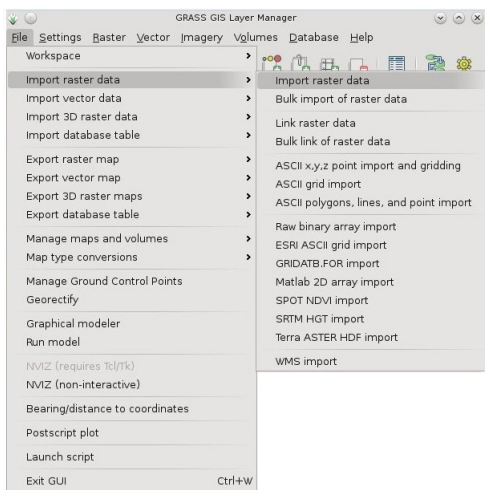 GRASS GIS Layer Manager
File Settings Raster Vector Imagery Volumes Database Help
Workspace
Import raster data
Import vector data
Import 3D raster data
Import database table
Export raster map
Export vector map
Export 3D raster maps
Export database table
Manage maps and volumes
Map type conversions
Manage Ground Control Points
Georectify
Graphical modeler
Run model
NVIZ (requires Tcl/Tk)
NVIZ (non-interactive)
Bearing/distance to coordinates
Postscript plot
Launch script
Exit GUI Ctrl+W
Import raster data
Bulk import of raster data
Link raster data
Bulk link of raster data
ASCII x,y,z point import and gridding
ASCII grid import
ASCII polygons, lines, and point import
Raw binary array import
ESRI ASCII grid import
GRIDATB.FOR import
Matlab 2D array import
SPOT NDVI import
SRTM HGT import
Terra ASTER HDF import
WMS import